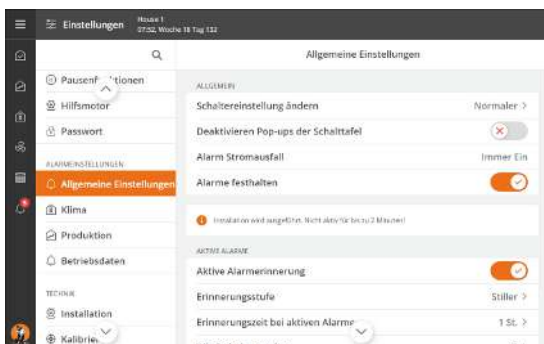 Einstellungen
House 1
07:52, Woche 18 Tag 132
Hilfsmotor
Passwort
ALARMEINSTELLUNGEN
Allgemeine Einstellungen
Klima
Produktion
Betriebsdaten
TECHNIK
Installation
Allgemeine Einstellungen
ALLGEMEIN
Schaltereinstellung ändern Normaler
Deaktivieren Pop-ups der Schalttafel
Alarm Stromausfall Immer Ein
Alarme festhalten
Installation wird ausgeführt. Nicht aktiv für bis zu 2 Minuten!
AKTIVE ALARME
Aktive Alarmerinnerung
Erinnerungsstufe Stiller
Erinnerungszeit bei aktiven 1 St.